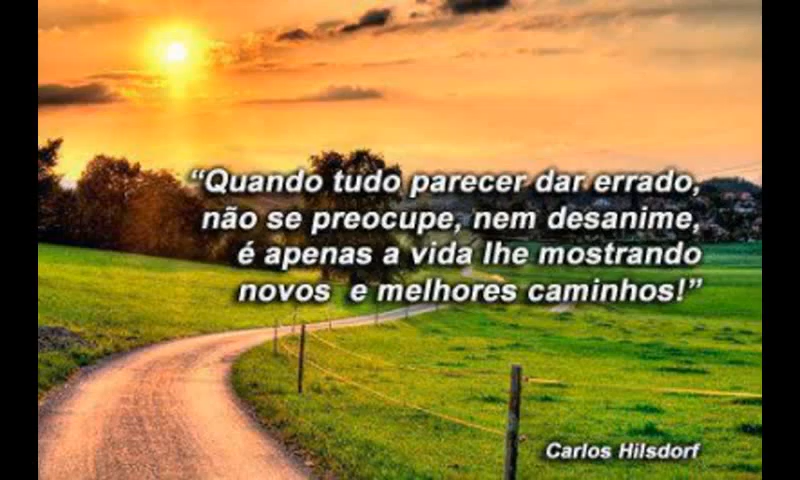 “Quando tudo parecer dar errado,
não se preocupe, nem desanime,
é apenas a vida lhe mostrando
novos e melhores caminhos!”
Carlos Hilsdorf